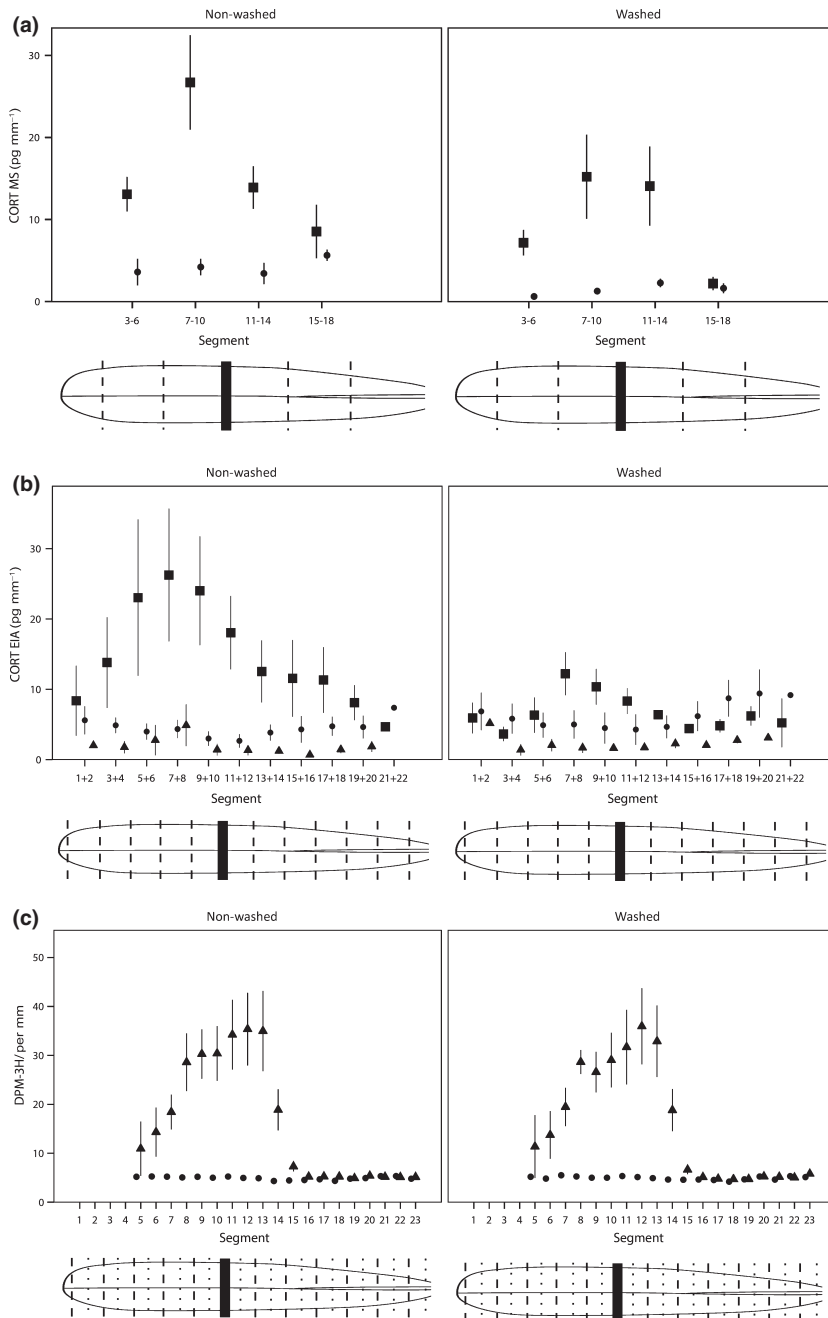 (a)
Non-washed
Washed
CORT MS (pg mm⁻¹)
30
20
10
0
3-6 7-10 11-14 15-18
3-6 7-10 11-14 15-18
Segment
Segment
(b)
Non-washed
Washed
CORT EIA (pg mm⁻¹)
30
20
10
0
1+2 3+4 5+6 7+8 9+10 11+12 13+14 15+16 17+18 19+20 21+22
1+2 3+4 5+6 7+8 9+10 11+12 13+14 15+16 17+18 19+20 21+22
Segment
Segment
(c)
Non-washed
Washed
DPM-3H/per mm
50
40
30
20
10
0
1 2 3 4 5 6 7 8 9 10 11 12 13 14 15 16 17 18 19 20 21 22 23
1 2 3 4 5 6 7 8 9 10 11 12 13 14 15 16 17 18 19 20 21 22 23
Segment
Segment